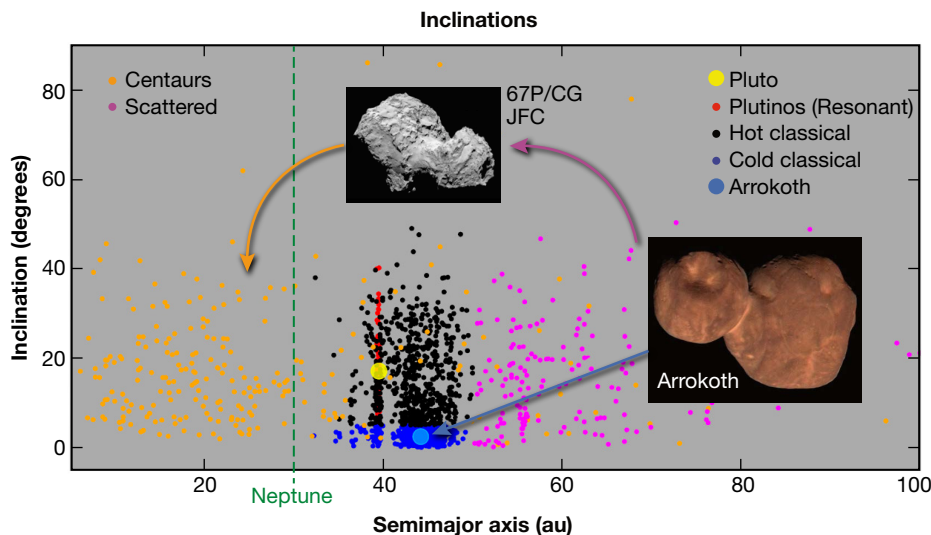 Inclinations
Centaurs
Scattered
67P/CG
JFC
Pluto
Plutinos (Resonant)
Hot classical
Cold classical
Arrokoth
Arrokoth
Inclination (degrees)
80
60
40
20
0
20
40
60
80
100
Neptune
Semimajor axis (au)